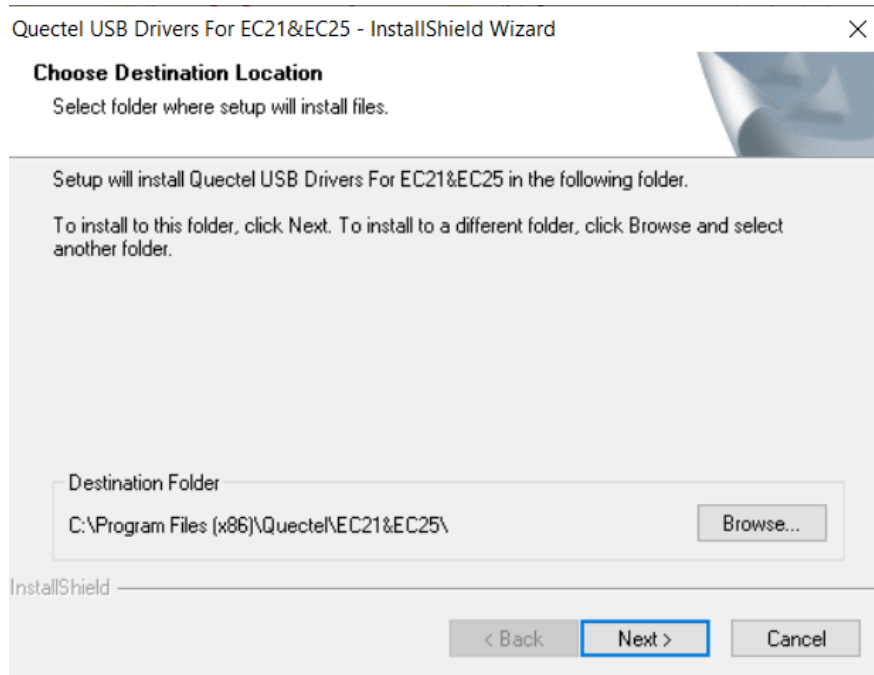 Quectel USB Drivers For EC21&EC25 - InstallShield Wizard
Choose Destination Location
Select folder where setup will install files.
Setup will install Quectel USB Drivers For EC21&EC25 in the following folder.
To install to this folder, click Next. To install to a different folder, click Browse and select
another folder.
Destination Folder
C:\Program Files (x86)\Quectel\EC21&EC25\
Browse...
InstallShield
< Back
Next >
Cancel